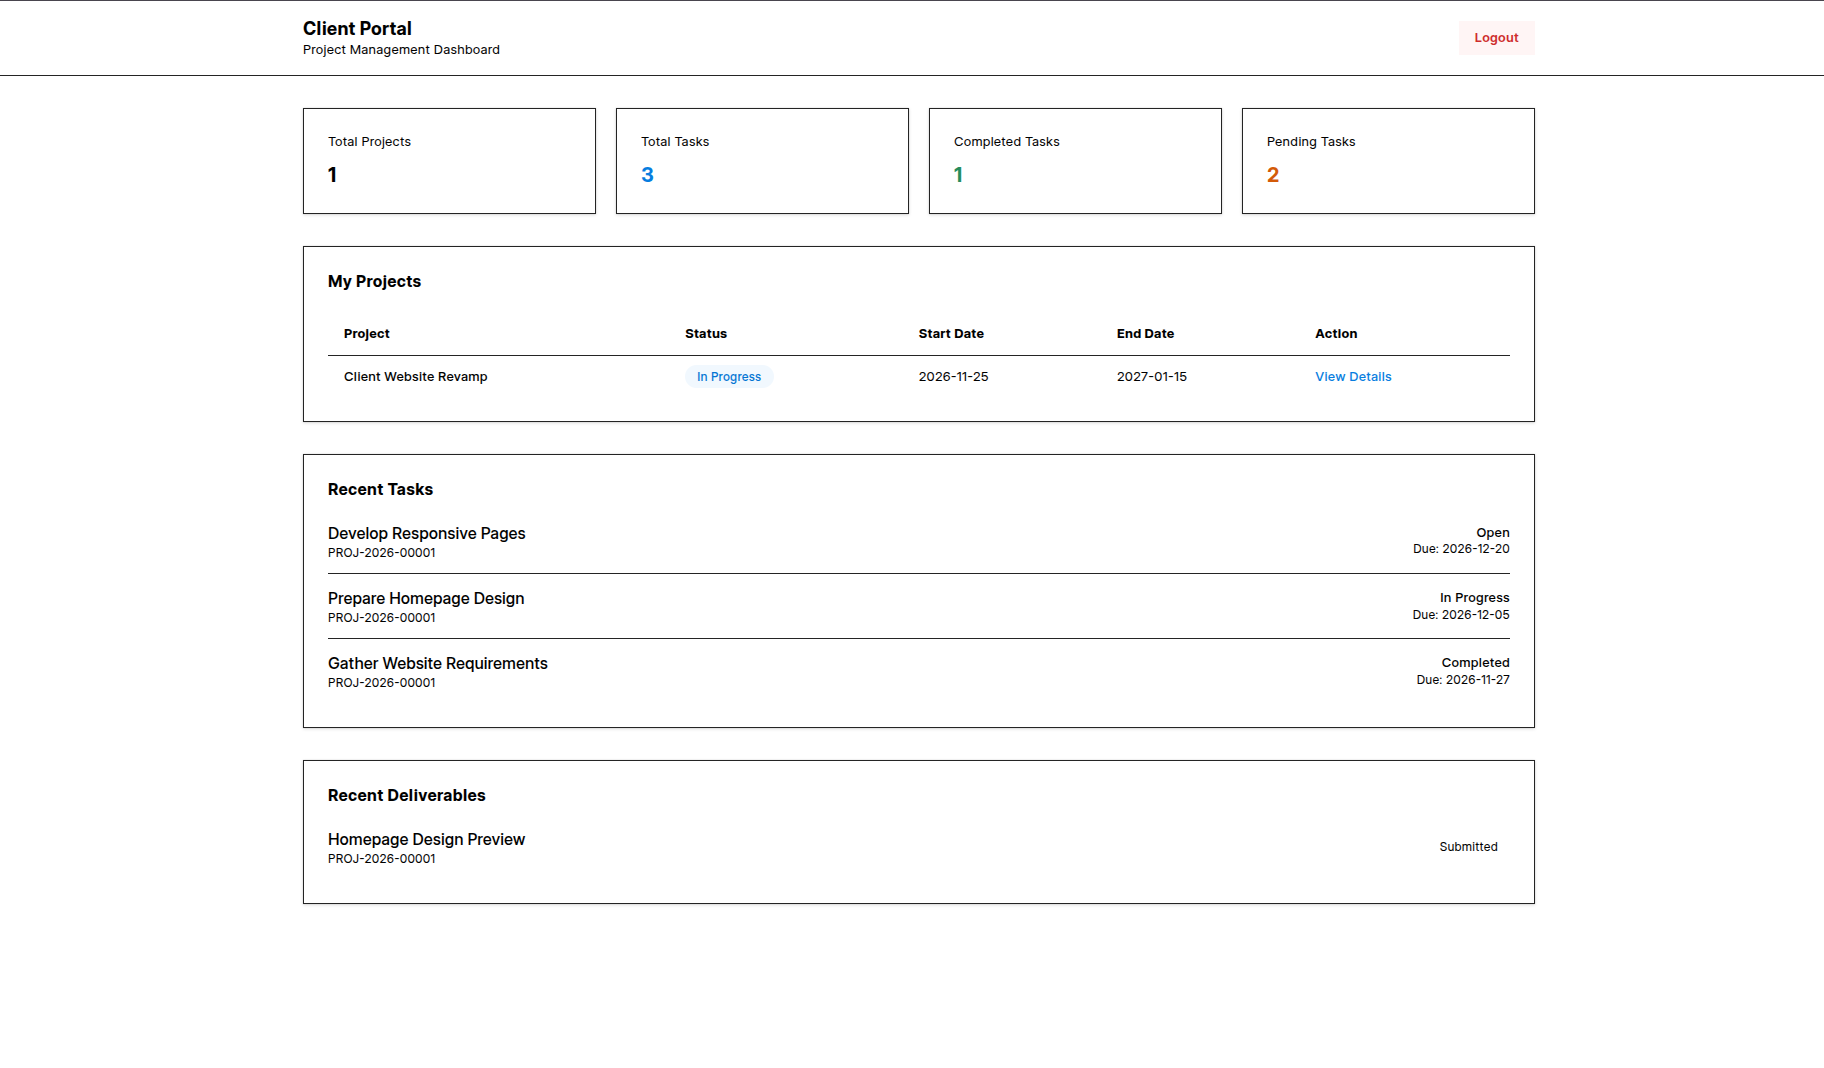 Client Portal
Project Management Dashboard
Logout
Total Projects
1
Total Tasks
3
Completed Tasks
1
Pending Tasks
2
My Projects
Project Status Start Date End Date Action
Client Website Revamp In Progress 2026-11-25 2027-01-15 View Details
Recent Tasks
Develop Responsive Pages
PROJ-2026-00001
Open
Due: 2026-12-20
Prepare Homepage Design
PROJ-2026-00001
In Progress
Due: 2026-12-05
Gather Website Requirements
PROJ-2026-00001
Completed
Due: 2026-11-27
Recent Deliverables
Homepage Design Preview
PROJ-2026-00001
Submitted